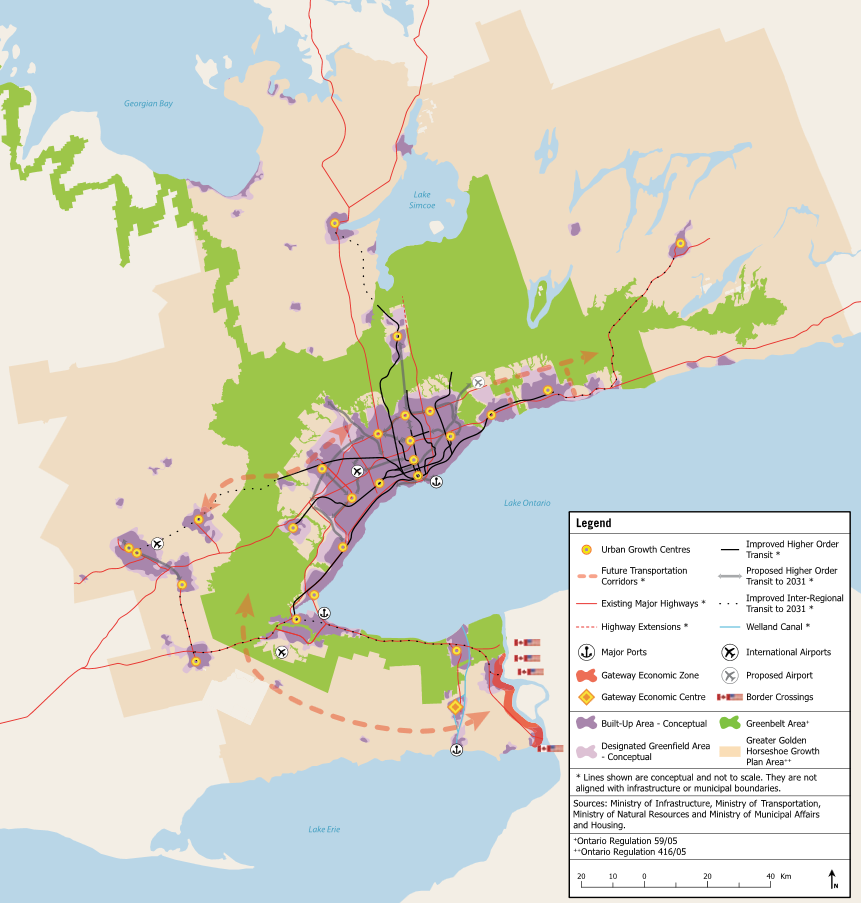 Georgian Bay
Lake
Simcoe
Lake Ontario
Lake Erie
Legend
Urban Growth Centres
Future Transportation
Corridors *
Existing Major Highways *
Highway Extensions *
Major Ports
Gateway Economic Zone
Gateway Economic Centre
Improved Higher Order
Transit *
Proposed Higher Order
Transit to 2031 *
Improved Inter-Regional
Transit to 2031 *
Welland Canal *
International Airports
Proposed Airport
Border Crossings
Built-Up Area - Conceptual
Designated Greenfield Area
- Conceptual
Greenbelt Area⁺
Greater Golden
Horseshoe Growth
Plan Area⁺⁺
* Lines shown are conceptual and not to scale. They are not
aligned with infrastructure or municipal boundaries.
Sources: Ministry of Infrastructure, Ministry of Transportation,
Ministry of Natural Resources and Ministry of Municipal Affairs
and Housing.
⁺Ontario Regulation 59/05
⁺⁺Ontario Regulation 416/05
20 10 0 20 40 Km
N